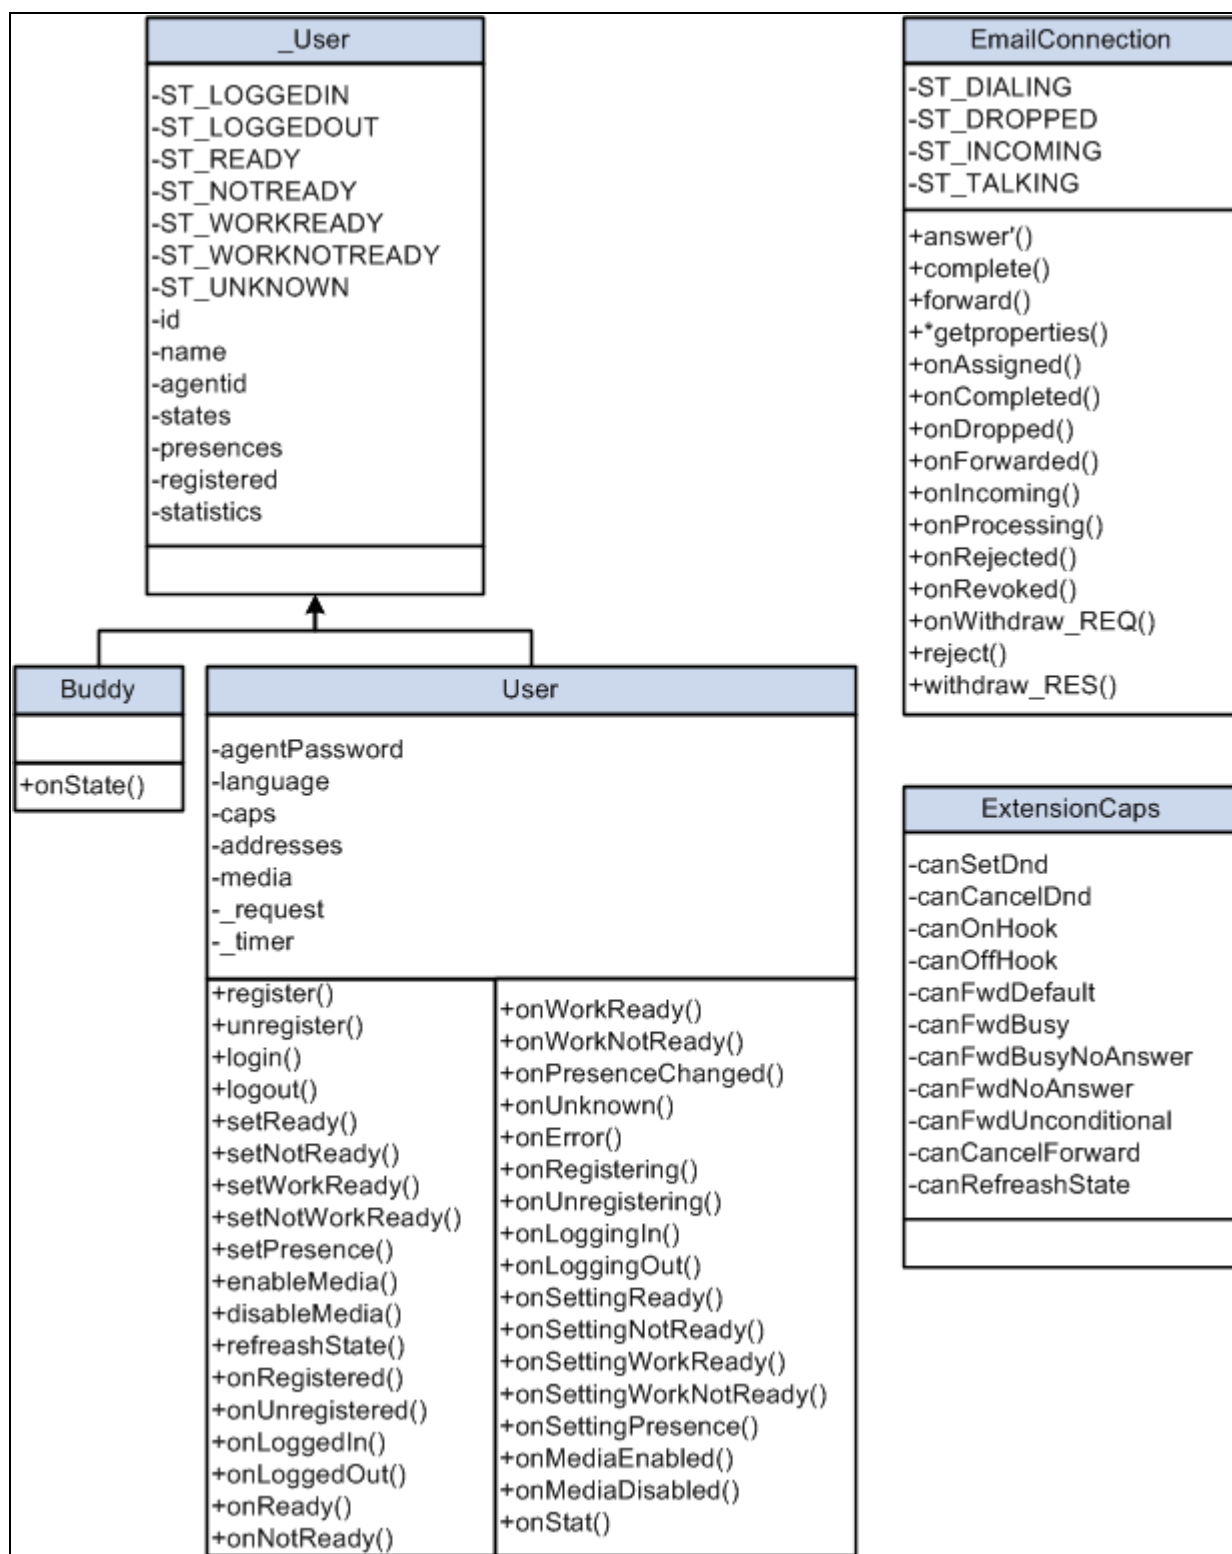 _User
-ST_LOGGEDIN
-ST_LOGGEDOUT
-ST_READY
-ST_NOTREADY
-ST_WORKREADY
-ST_WORKNOTREADY
-ST_UNKNOWN
-id
-name
-agentid
-states
-presences
-registered
-statistics
EmailConnection
-ST_DIALING
-ST_DROPPED
-ST_INCOMING
-ST_TALKING
+answer'()
+complete()
+forward()
+*getproperties()
+onAssigned()
+onCompleted()
+onDropped()
+onForwarded()
+onIncoming()
+onProcessing()
+onRejected()
+onRevoked()
+onWithdraw_REQ()
+reject()
+withdraw_RES()
Buddy
+onState()
User
-agentPassword
-language
-caps
-addresses
-media
-_request
-_timer
+register()
+unregister()
+login()
+logout()
+setReady()
+setNotReady()
+setWorkReady()
+setNotWorkReady()
+setPresence()
+enableMedia()
+disableMedia()
+refreashState()
+onRegistered()
+onUnregistered()
+onLoggedIn()
+onLoggedOut()
+onReady()
+onNotReady()
+onWorkReady()
+onWorkNotReady()
+onPresenceChanged()
+onUnknown()
+onError()
+onRegistering()
+onUnregistering()
+onLoggingIn()
+onLoggingOut()
+onSettingReady()
+onSettingNotReady()
+onSettingWorkReady()
+onSettingWorkNotReady()
+onSettingPresence()
+onMediaEnabled()
+onMediaDisabled()
+onStat()
ExtensionCaps
-canSetDnd
-canCancelDnd
-canOnHook
-canOffHook
-canFwdDefault
-canFwdBusy
-canFwdBusyNoAnswer
-canFwdNoAnswer
-canFwdUnconditional
-canCancelForward
-canRefreashState